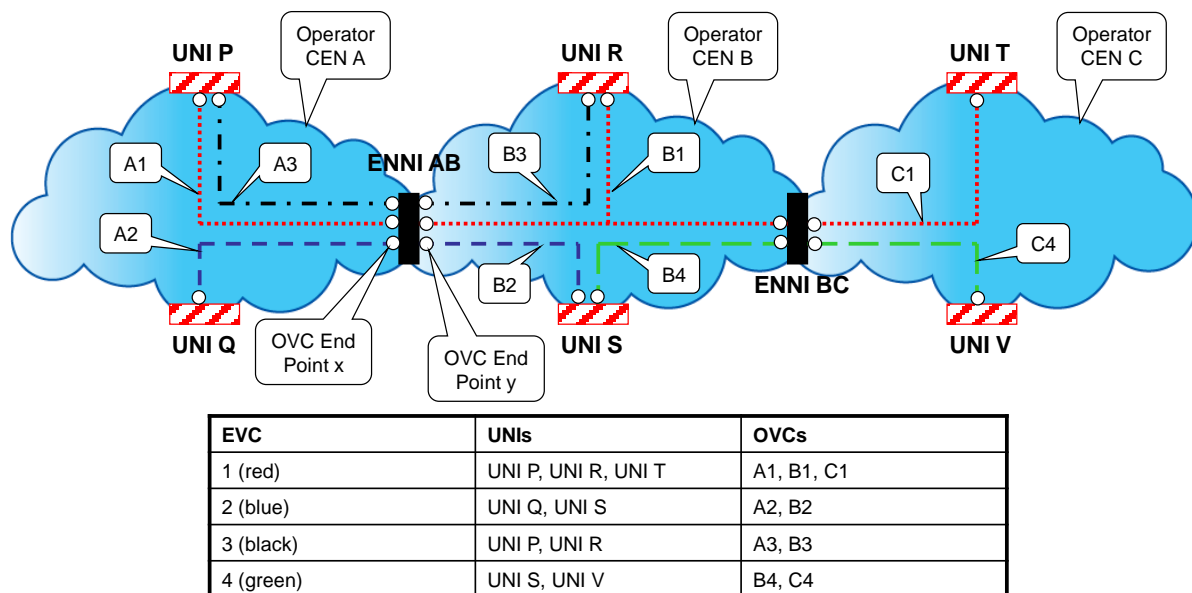 Operator
CEN A
Operator
CEN B
Operator
CEN C
UNI P
UNI R
UNI T
A1
A3
ENNI AB
B3
B1
C1
A2
B2
B4
C4
ENNI BC
UNI Q
OVC End
Point x
OVC End
Point y
UNI S
UNI V
EVC UNIs OVCs
1 (red) UNI P, UNI R, UNI T A1, B1, C1
2 (blue) UNI Q, UNI S A2, B2
3 (black) UNI P, UNI R A3, B3
4 (green) UNI S, UNI V B4, C4